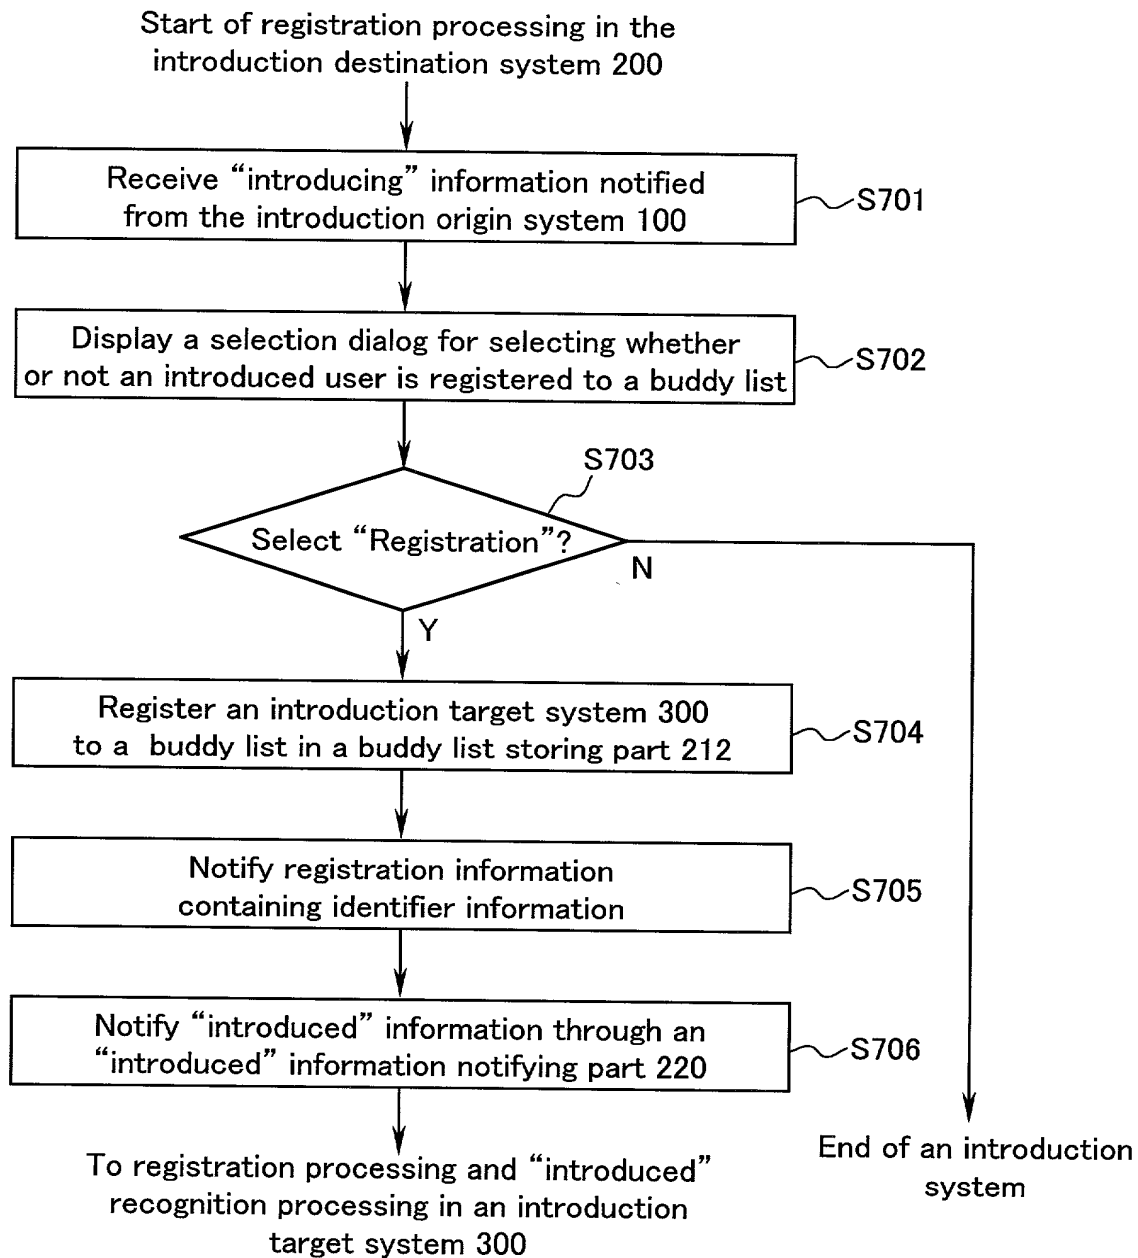 Start of registration processing in the
introduction destination system 200
Receive “introducing” information notified
from the introduction origin system 100
S701
Display a selection dialog for selecting whether
or not an introduced user is registered to a buddy list
S702
S703
Select “Registration”?
N
Y
Register an introduction target system 300
to a buddy list in a buddy list storing part 212
S704
Notify registration information
containing identifier information
S705
Notify “introduced” information through an
“introduced” information notifying part 220
S706
To registration processing and “introduced”
recognition processing in an introduction
target system 300
End of an introduction
system